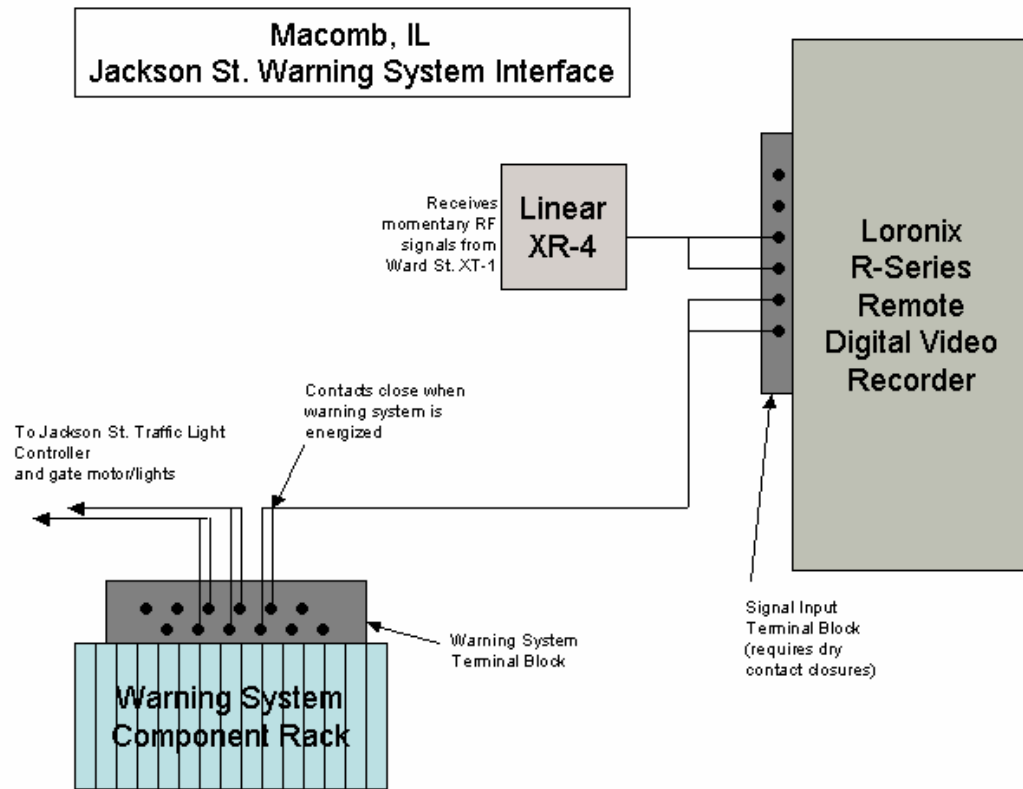 Macomb, IL
Jackson St. Warning System Interface
Receives
momentary RF
signals from
Ward St. XT-1
Linear
XR-4
Loronix
R-Series
Remote
Digital Video
Recorder
Contacts close when
warning system is
energized
To Jackson St. Traffic Light
Controller
and gate motor/lights
Signal Input
Terminal Block
(requires dry
contact closures)
Warning System
Terminal Block
Warning System
Component Rack